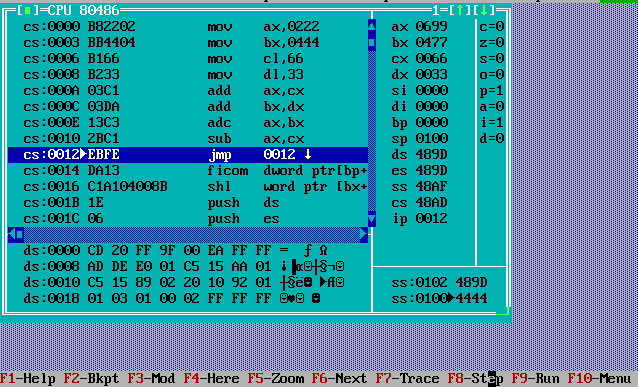 [■]=CPU 80486 1=[↑][↓]
cs:0000 B82202 mov ax,0222 ax 0699 c=0
cs:0003 BB4404 mov bx,0444 bx 0477 z=0
cs:0006 B166 mov cl,66 cx 0066 s=0
cs:0008 B233 mov dl,33 dx 0033 o=0
cs:000A 03C1 add ax,cx si 0000 p=1
cs:000C 03DA add bx,dx di 0000 a=0
cs:000E 13C3 adc ax,bx bp 0000 i=1
cs:0010 2BC1 sub ax,cx sp 0100 d=0
cs:0012►EBFE jmp 0012 ↓ ds 489D
cs:0014 DA13 ficom dword ptr[bp+ es 489D
cs:0016 C1A104008B shl word ptr [bx+ ss 48AF
cs:001B 1E push ds cs 48AD
cs:001C 06 push es ip 0012
ds:0000 CD 20 FF 9F 00 EA FF FF = ƒ Ω
ds:0008 AD DE E0 01 C5 15 AA 01
ds:0010 C5 15 89 02 20 10 92 01 ss:0102 489D
ds:0018 01 03 01 00 02 FF FF FF ss:0100►4444
F1-Help F2-Bkpt F3-Mod F4-Here F5-Zoom F6-Next F7-Trace F8-Step F9-Run F10-Menu